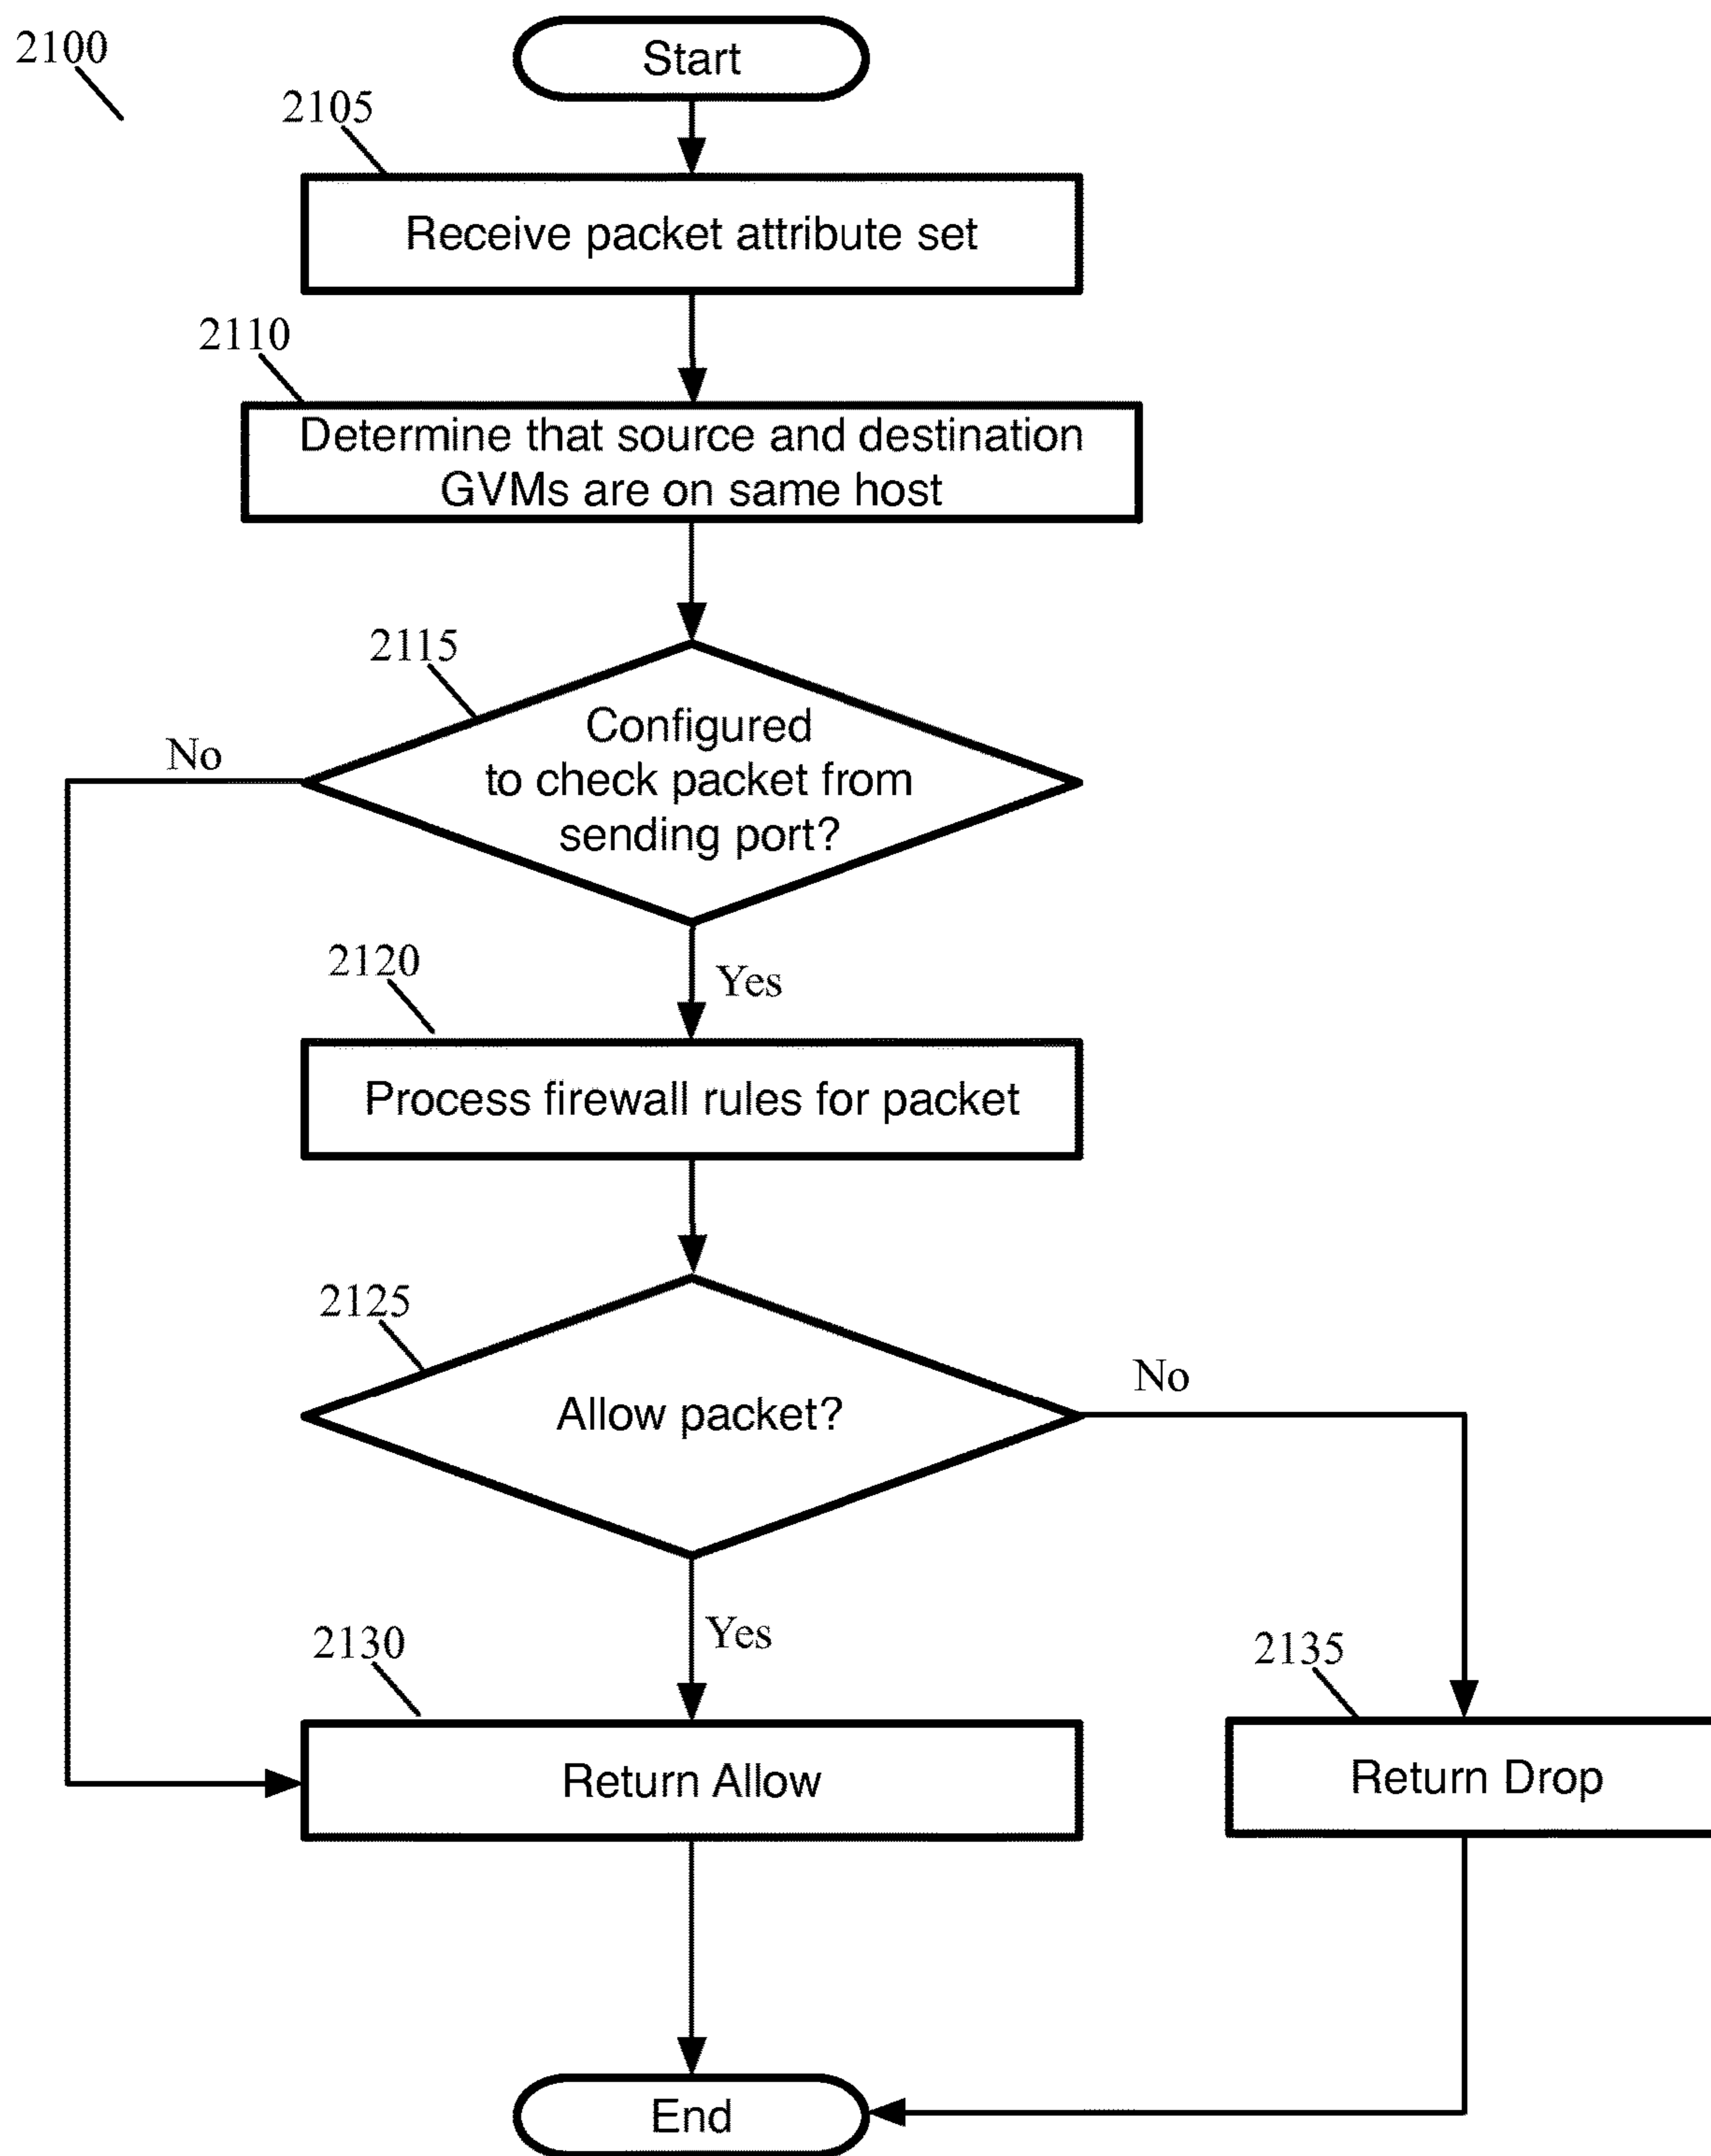 2100
Start
2105
Receive packet attribute set
2110
Determine that source and destination
GVMs are on same host
2115
Configured
to check packet from
sending port?
No
Yes
2120
Process firewall rules for packet
2125
Allow packet?
No
Yes
2130
Return Allow
2135
Return Drop
End